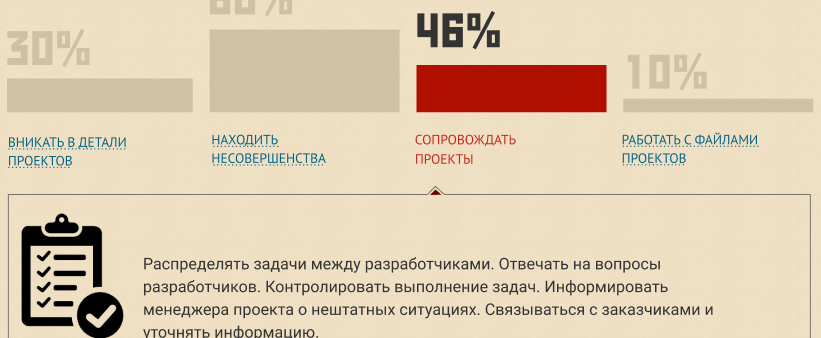 46%
30%
10%
ВНИКАТЬ В ДЕТАЛИ
ПРОЕКТОВ
НАХОДИТЬ
НЕСОВЕРШЕНСТВА
СОПРОВОЖДАТЬ
ПРОЕКТЫ
РАБОТАТЬ С ФАЙЛАМИ
ПРОЕКТОВ
Распределять задачи между разработчиками. Отвечать на вопросы
разработчиков. Контролировать выполнение задач. Информировать
менеджера проекта о нештатных ситуациях. Связываться с заказчиками и
уточнять информацию.